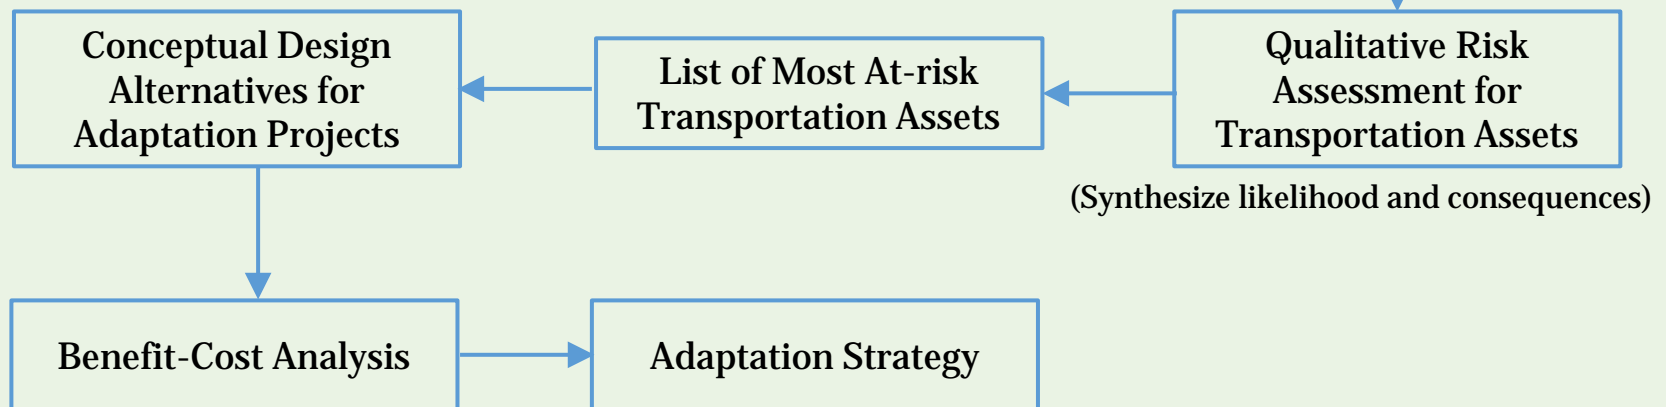 Conceptual Design
Alternatives for
Adaptation Projects
List of Most At-risk
Transportation Assets
Qualitative Risk
Assessment for
Transportation Assets
(Synthesize likelihood and consequences)
Benefit-Cost Analysis
Adaptation Strategy